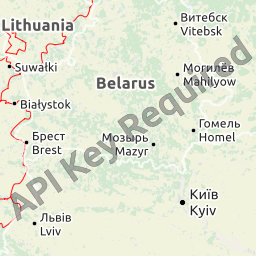 Витебск
Vitebsk
Lithuania
Suwałki
Могилёв
Mahilyow
Belarus
Białystok
Гомель
Homel
Брест
Brest
Мозырь
Mazyr
Київ
Kyiv
Львів
Lviv
API Key Required